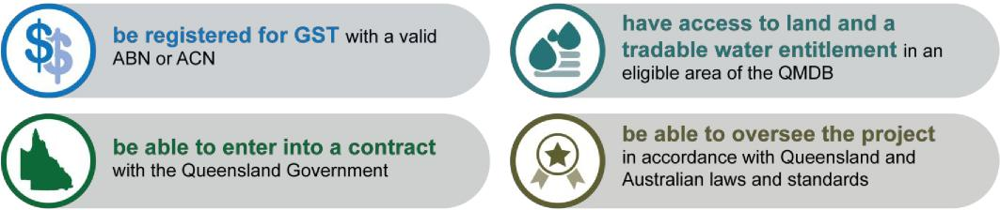 be registered for GST with a valid
ABN or ACN
have access to land and a
tradable water entitlement in an
eligible area of the QMDB
be able to enter into a contract
with the Queensland Government
be able to oversee the project
in accordance with Queensland and
Australian laws and standards